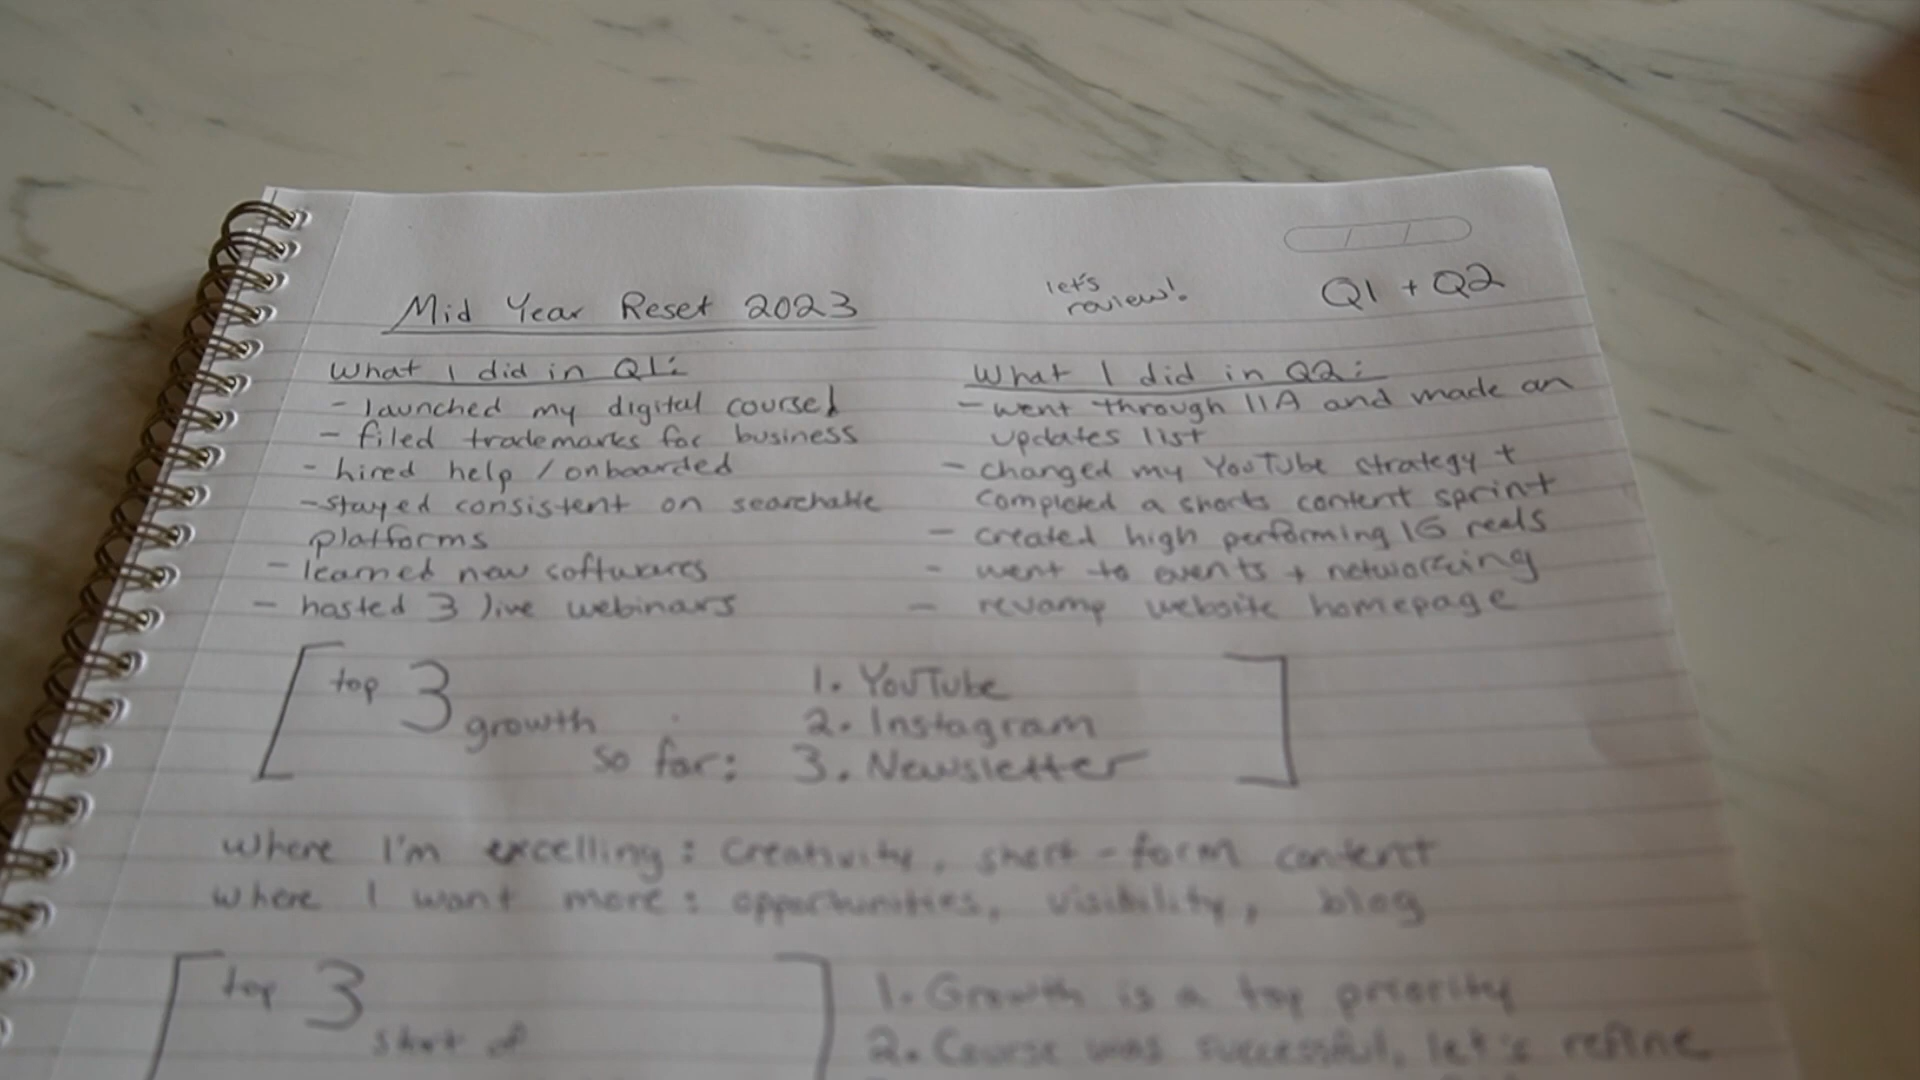 Mid Year Reset 2023
let's
review!
Q1 + Q2
What I did in Q1:
- launched my digital course!
- filed trademarks for business
- hired help / onboarded
- stayed consistent on searchable
platforms
- learned new softwares
- hosted 3 live webinars
What I did in Q2:
- went through 11A and made an
updates list
- changed my YouTube strategy +
completed a shorts content sprint
- created high performing IG reels
- went to events + networking
- revamp website homepage
top 3
growth
so far:
1. YouTube
2. Instagram
3. Newsletter
where I'm excelling: creativity, short-form content
where I want more: opportunities, visibility, blog
top 3
1. Growth is a top priority
2. Course was successful, let's refine